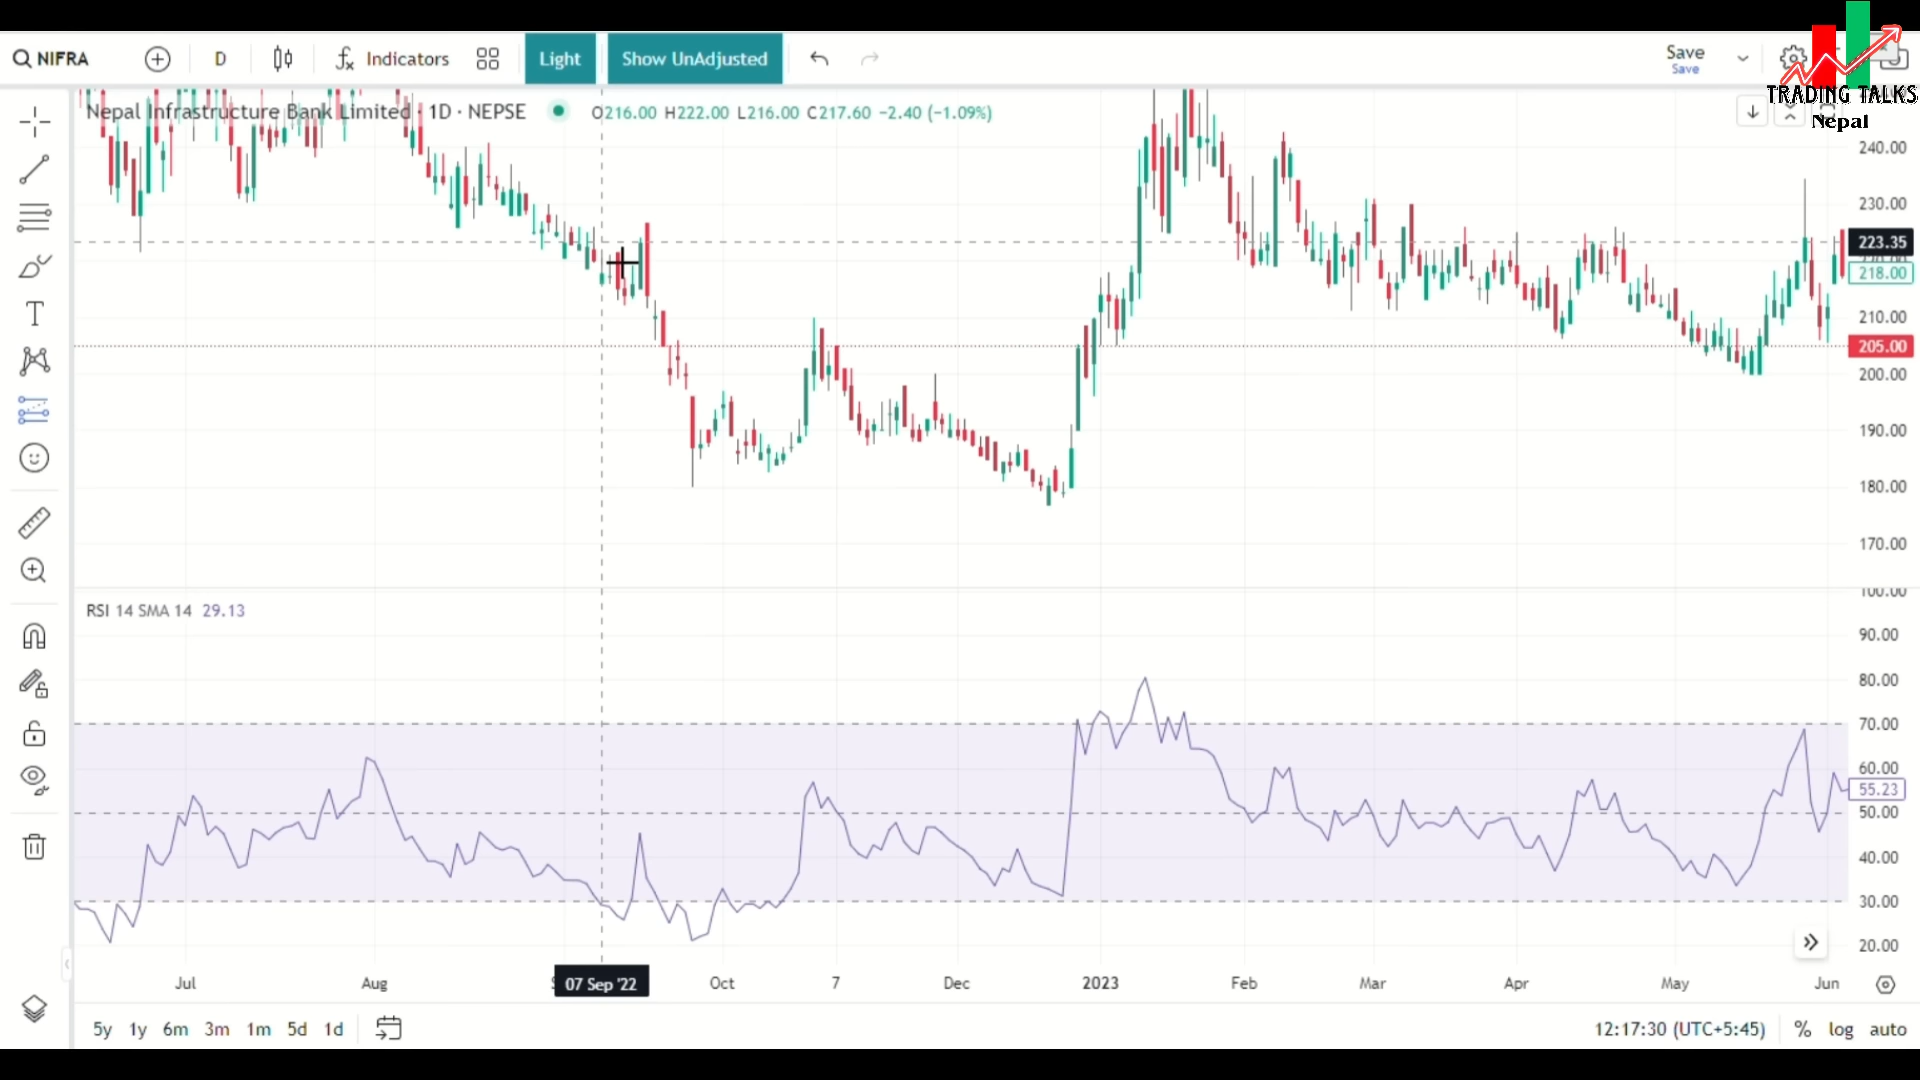 NIFRA
D
Indicators
Light
Show UnAdjusted
Save
Save
TRADING TALKS
Nepal
Nepal Infrastructure Bank Limited · 1D · NEPSE
O216.00 H222.00 L216.00 C217.60 −2.40 (−1.09%)
240.00
230.00
223.35
218.00
210.00
205.00
200.00
190.00
180.00
170.00
RSI 14 SMA 14 29.13
100.00
90.00
80.00
70.00
60.00
55.23
50.00
40.00
30.00
20.00
Jul
Aug
07 Sep '22
Oct
7
Dec
2023
Feb
Mar
Apr
May
Jun
5y 1y 6m 3m 1m 5d 1d
12:17:30 (UTC+5:45)
% log auto